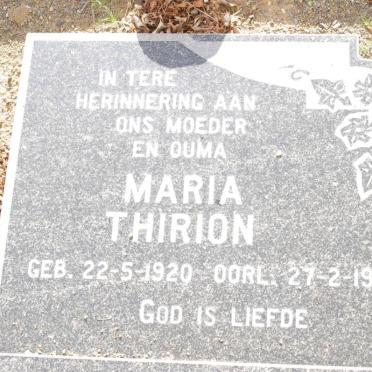 IN TERE
HERINNERING AAN
ONS MOEDER
EN OUMA
MARIA
THIRION
GEB. 22-5-1920 OORL. 27-2-19
GOD IS LIEFDE